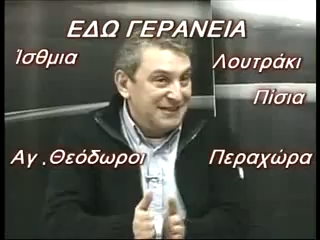 ΕΔΩ ΓΕΡΑΝΕΙΑ
Ίσθμια
Λουτράκι
Πίσια
Αγ .Θεόδωροι
Περαχώρα